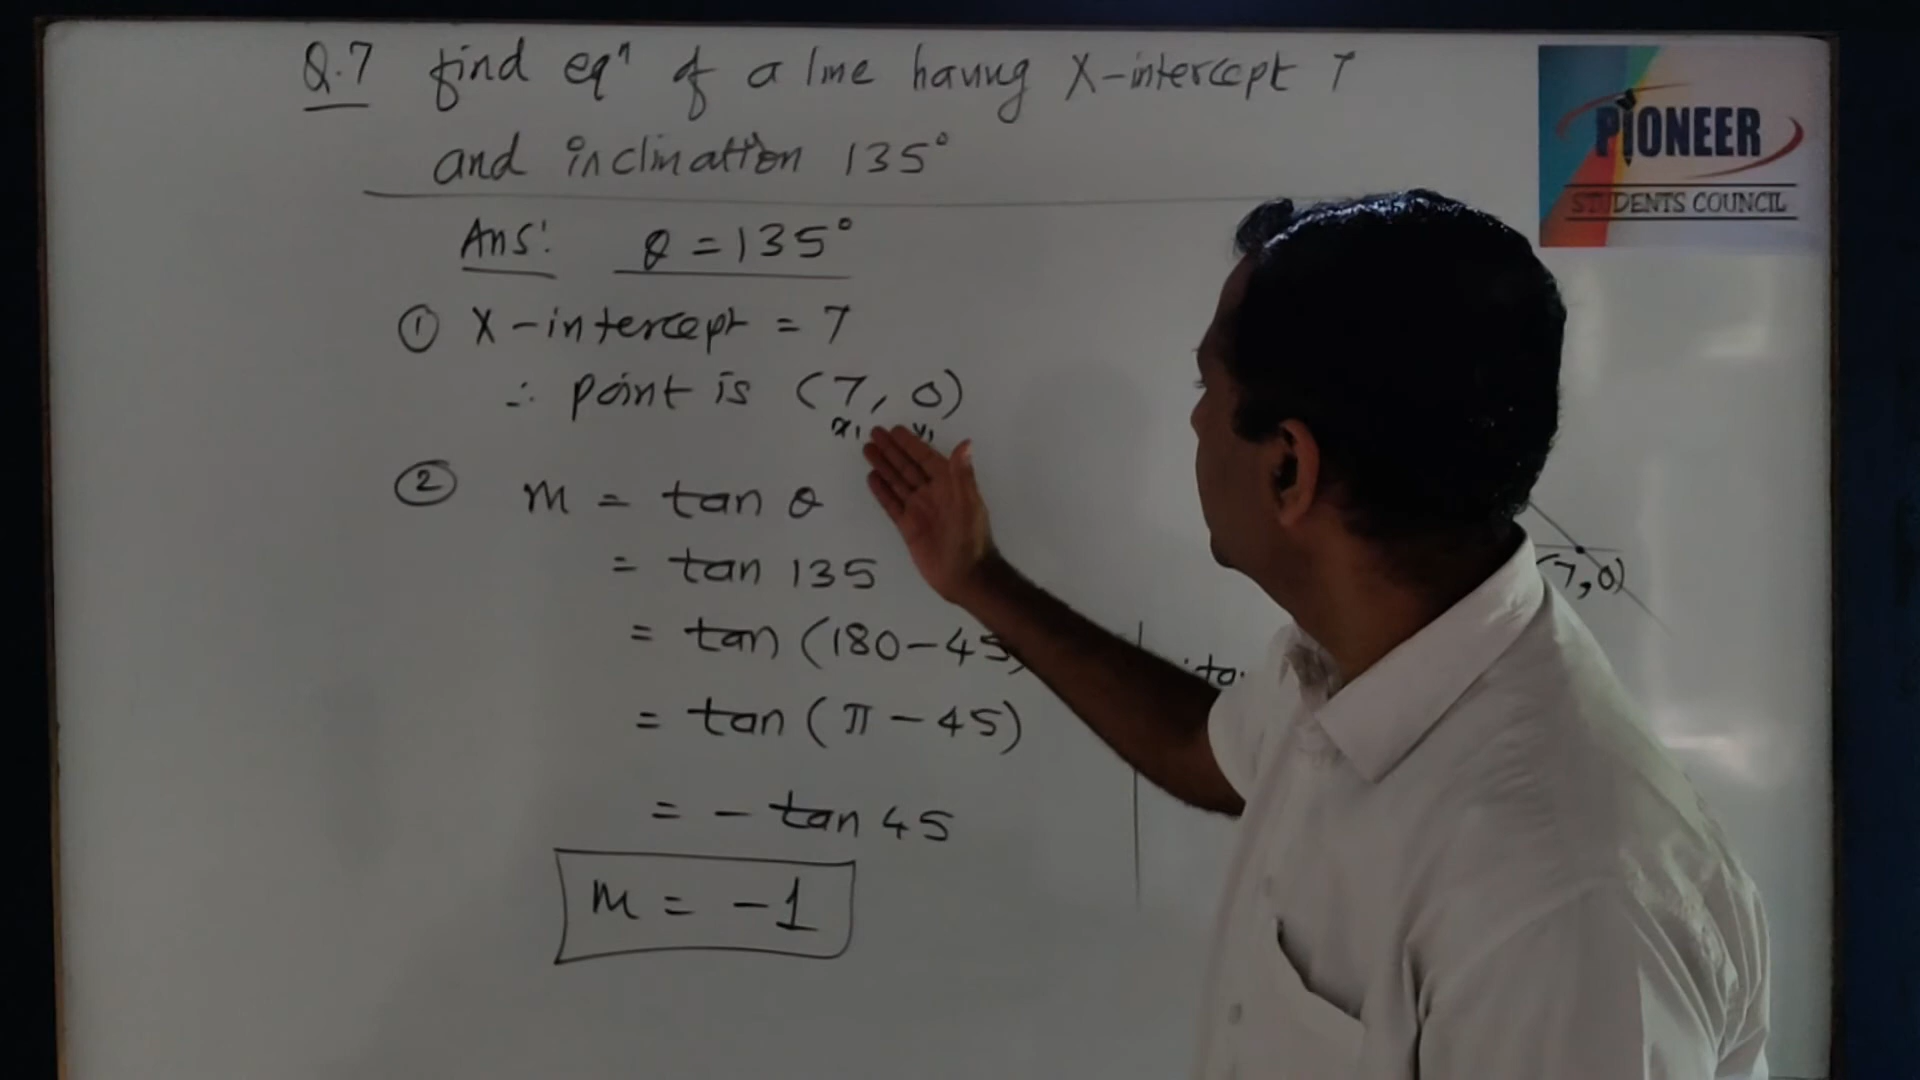 Q.7 find eqⁿ of a line having X-intercept 7
and inclination 135°
Ans: θ = 135°
① X-intercept = 7
∴ point is (7, 0)
x₁ y₁
② m = tan θ
= tan 135
= tan (180-45)
= tan (π - 45)
= - tan 45
m = -1
(7,0)
PIONEER
STUDENTS COUNCIL